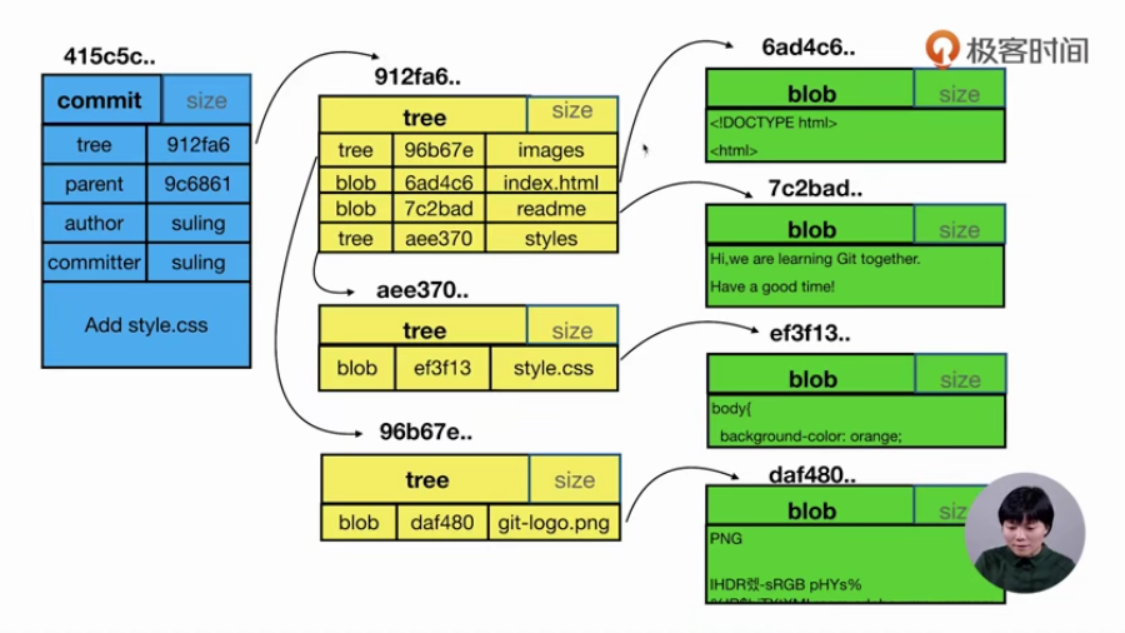 极客时间
415c5c..
commit size
tree 912fa6
parent 9c6861
author suling
committer suling
Add style.css
912fa6..
tree size
tree 96b67e images
blob 6ad4c6 index.html
blob 7c2bad readme
tree aee370 styles
aee370..
tree size
blob ef3f13 style.css
96b67e..
tree size
blob daf480 git-logo.png
6ad4c6..
blob size
<!DOCTYPE html>
<html>
7c2bad..
blob size
Hi,we are learning Git together.
Have a good time!
ef3f13..
blob size
body{
background-color: orange;
daf480..
blob
PNG
-sRGB pHYs%